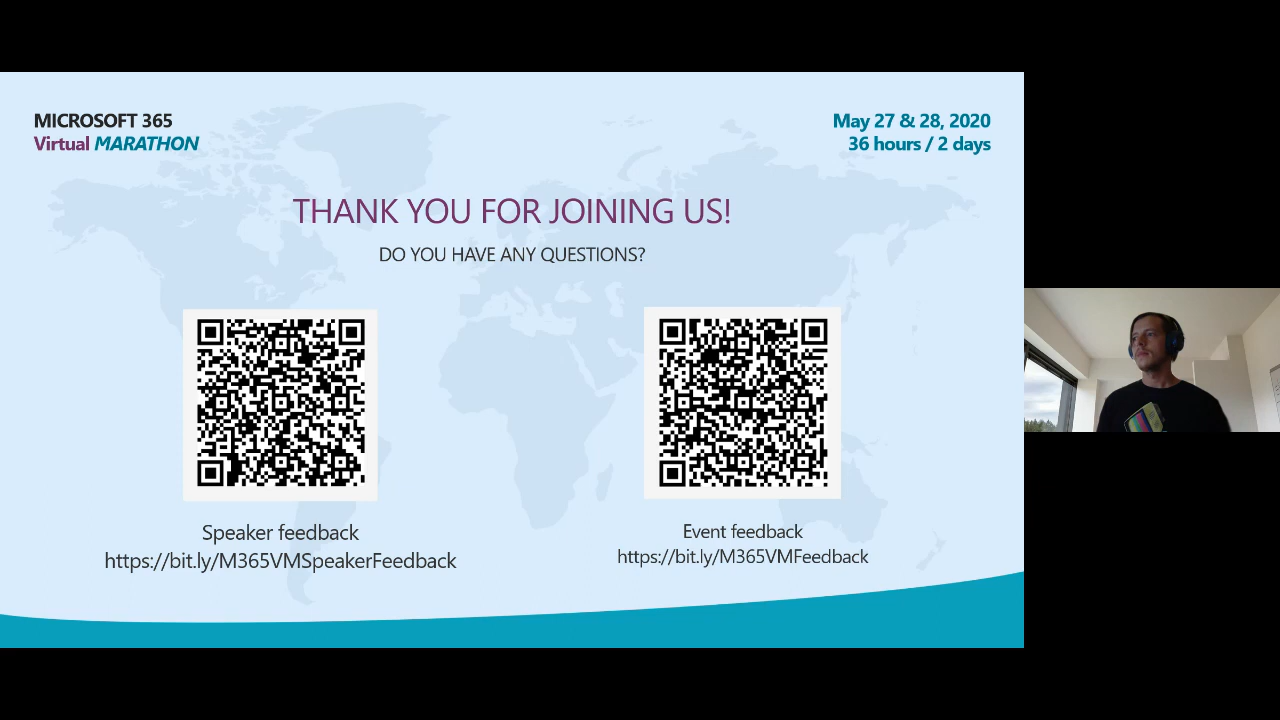 MICROSOFT 365
Virtual MARATHON
May 27 & 28, 2020
36 hours / 2 days
THANK YOU FOR JOINING US!
DO YOU HAVE ANY QUESTIONS?
Speaker feedback
https://bit.ly/M365VMSpeakerFeedback
Event feedback
https://bit.ly/M365VMFeedback